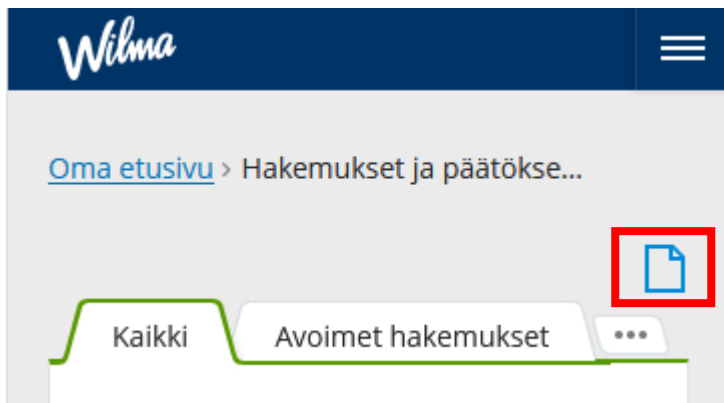 Wilma
Oma etusivu > Hakemukset ja päätökse...
Kaikki
Avoimet hakemukset
•••